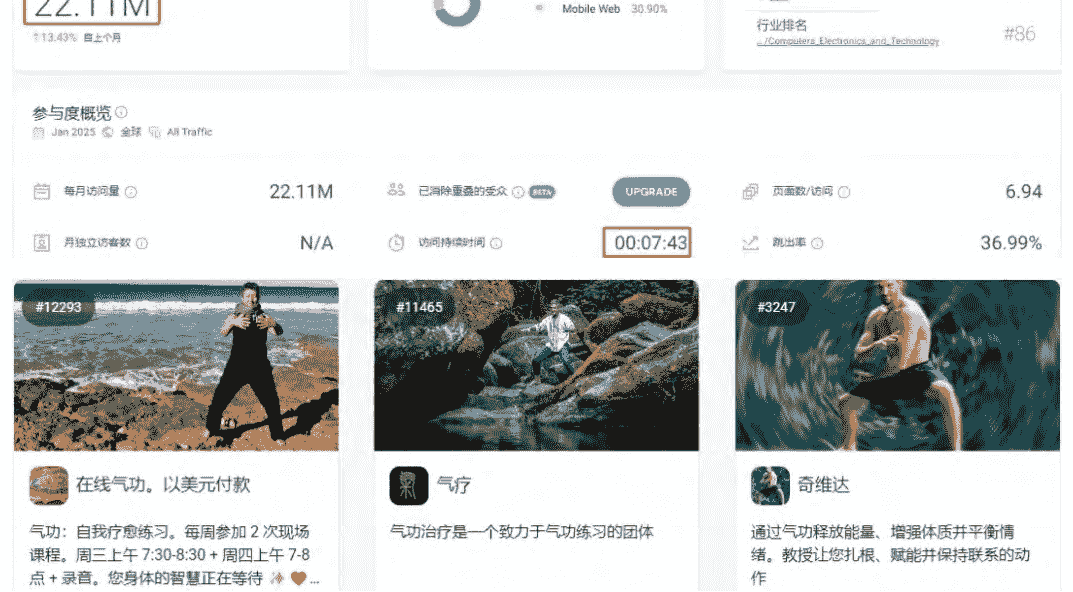 22.11M
Mobile Web 30.90%
↑13.43% 自上个月
行业排名
.../Computers_Electronics_and_Technology
#86
参与度概览
Jan 2025 全球 All Traffic
每月访问量 22.11M 已消除重叠的受众 BETA UPGRADE 页面数/访问 6.94
月独立访客数 N/A 访问持续时间 00:07:43 跳出率 36.99%
#12293
#11465
#3247
在线气功。以美元付款
气功：自我疗愈练习。每周参加 2 次现场
课程。周三上午 7:30-8:30 + 周四上午 7-8
点 + 录音。您身体的智慧正在等待 ✨ 🧡 ...
气疗
气功治疗是一个致力于气功练习的团体
奇维达
通过气功释放能量、增强体质并平衡情
绪。教授让您扎根、赋能并保持联系的动
作